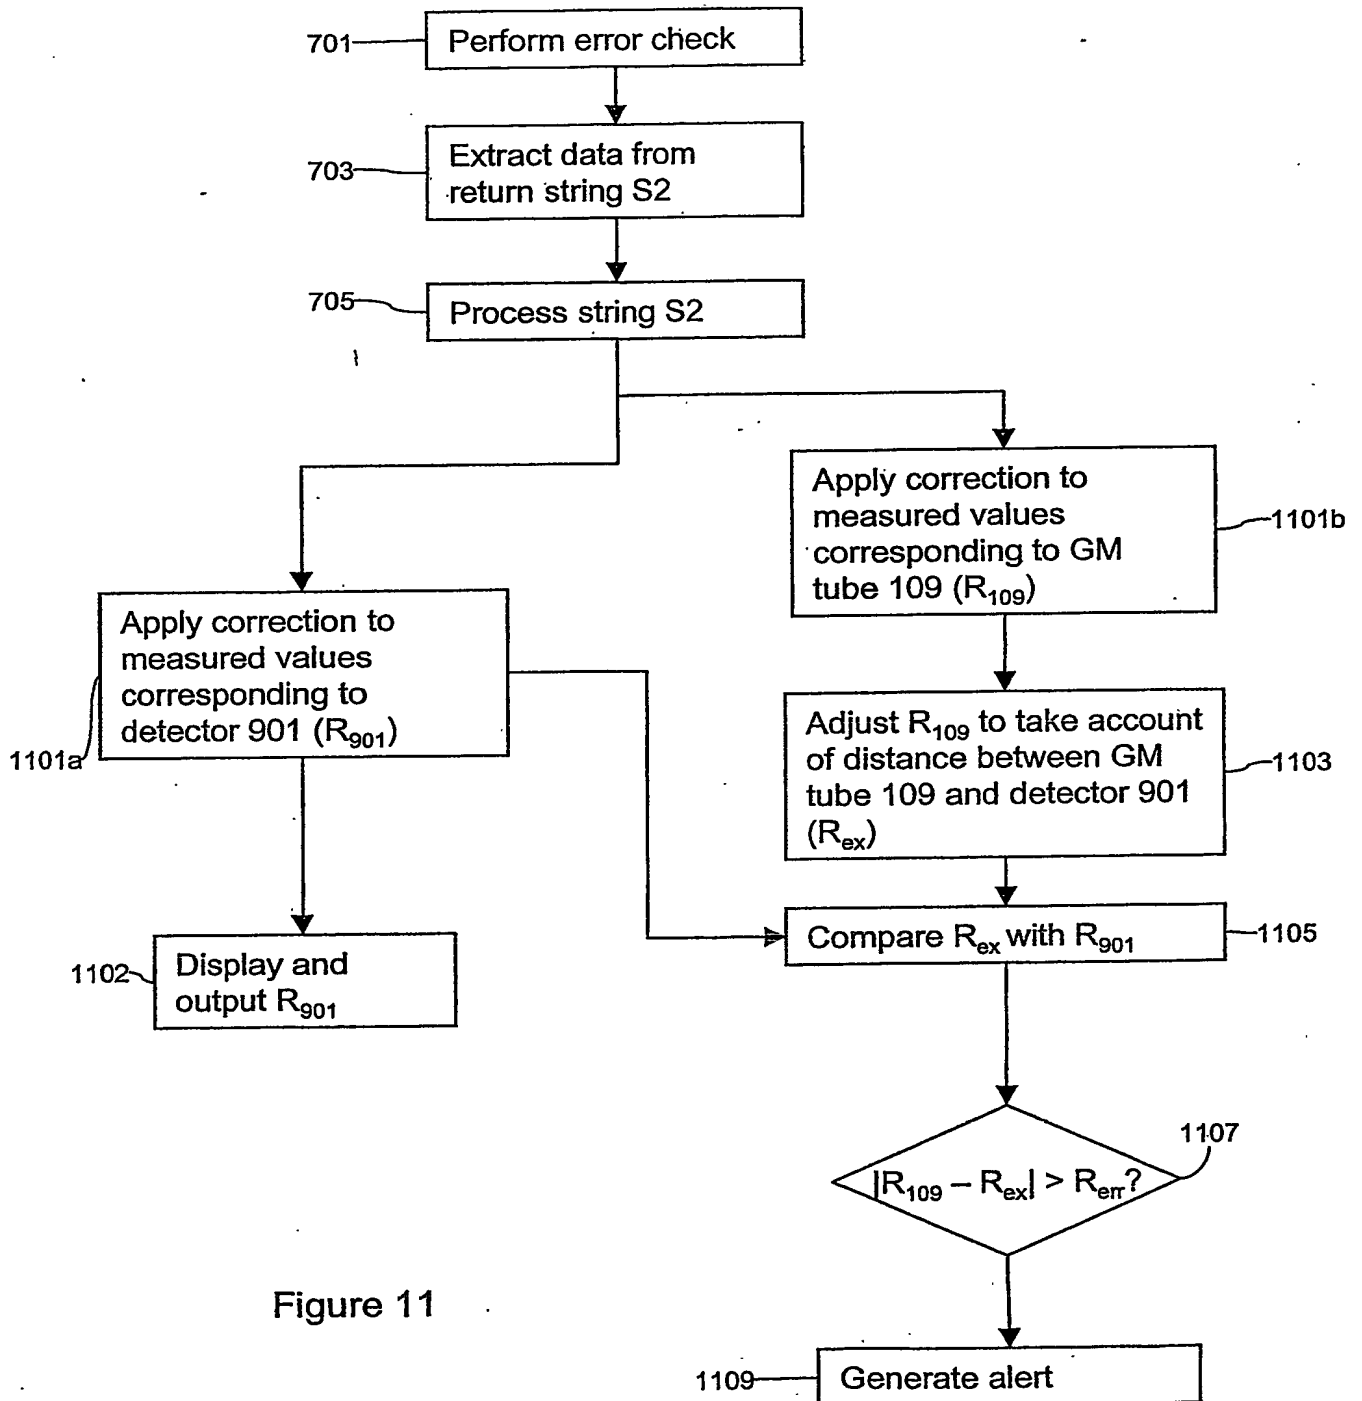 701
Perform error check
703
Extract data from
return string S2
705
Process string S2
Apply correction to
measured values
corresponding to GM
tube 109 (R109)
1101b
Apply correction to
measured values
corresponding to
detector 901 (R901)
1101a
Adjust R109 to take account
of distance between GM
tube 109 and detector 901
(Rex)
1103
Compare Rex with R901
1105
1102
Display and
output R901
1107
|R109 – Rex| > Rerr?
Figure 11
1109
Generate alert